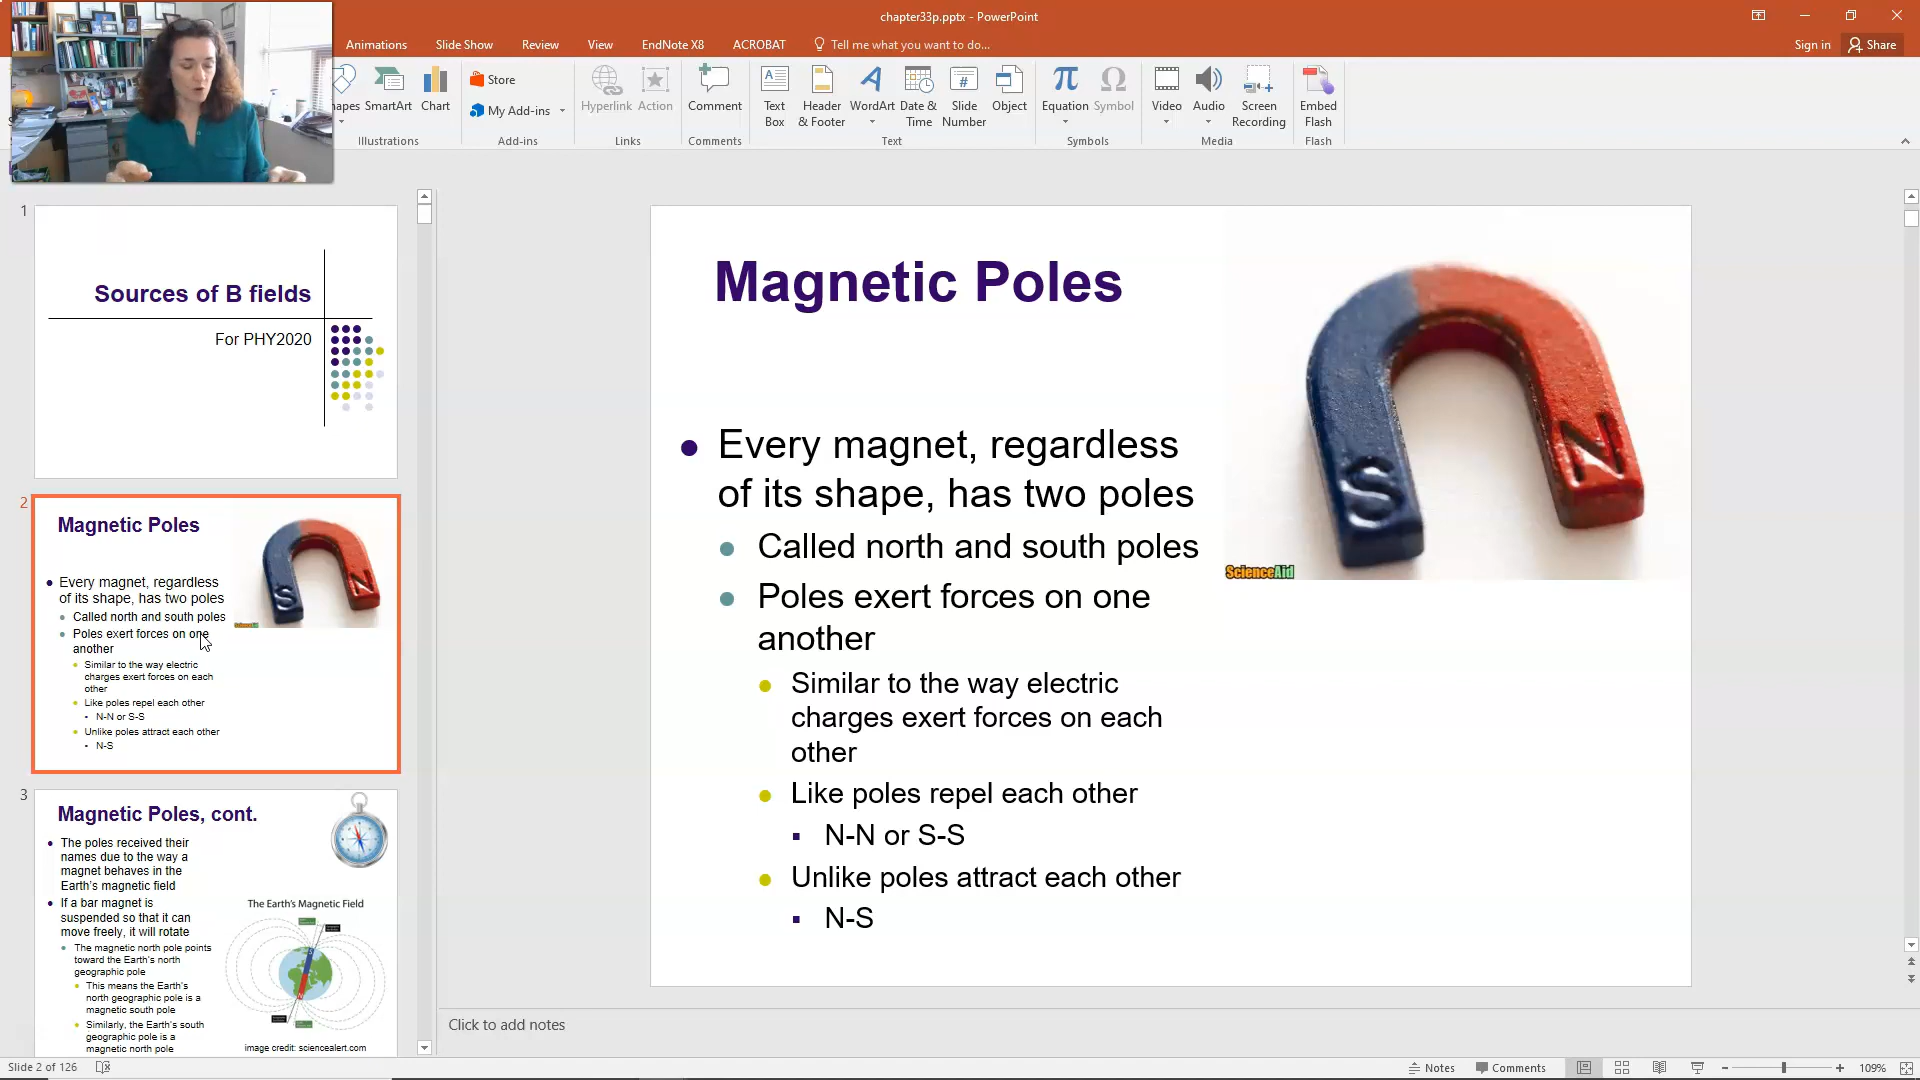 chapter33p.pptx - PowerPoint
Animations Slide Show Review View EndNote X8 ACROBAT Tell me what you want to do... Sign in Share
SmartArt Chart
Illustrations
Store
My Add-ins
Add-ins
Hyperlink Action
Links
Comment
Comments
Text Box
Header & Footer
WordArt
Date & Time
Slide Number
Object
Text
Equation Symbol
Symbols
Video Audio
Screen Recording
Media
Embed Flash
Flash
1
Sources of B fields
For PHY2020
2
Magnetic Poles
Every magnet, regardless
of its shape, has two poles
Called north and south poles
Poles exert forces on one
another
Similar to the way electric
charges exert forces on each
other
Like poles repel each other
N-N or S-S
Unlike poles attract each other
N-S
S N
3
Magnetic Poles, cont.
The poles received their
names due to the way a
magnet behaves in the
Earth's magnetic field
If a bar magnet is
suspended so that it can
move freely, it will rotate
The magnetic north pole points
toward the Earth's north
geographic pole
This means the Earth's
north geographic pole is a
magnetic south pole
Similarly, the Earth's south
geographic pole is a
magnetic north pole
The Earth's Magnetic Field
image credit: sciencealert.com
Magnetic Poles
Every magnet, regardless
of its shape, has two poles
Called north and south poles
Poles exert forces on one
another
Similar to the way electric
charges exert forces on each
other
Like poles repel each other
N-N or S-S
Unlike poles attract each other
N-S
S N
ScienceAid
Click to add notes
Slide 2 of 126
Notes Comments 109%